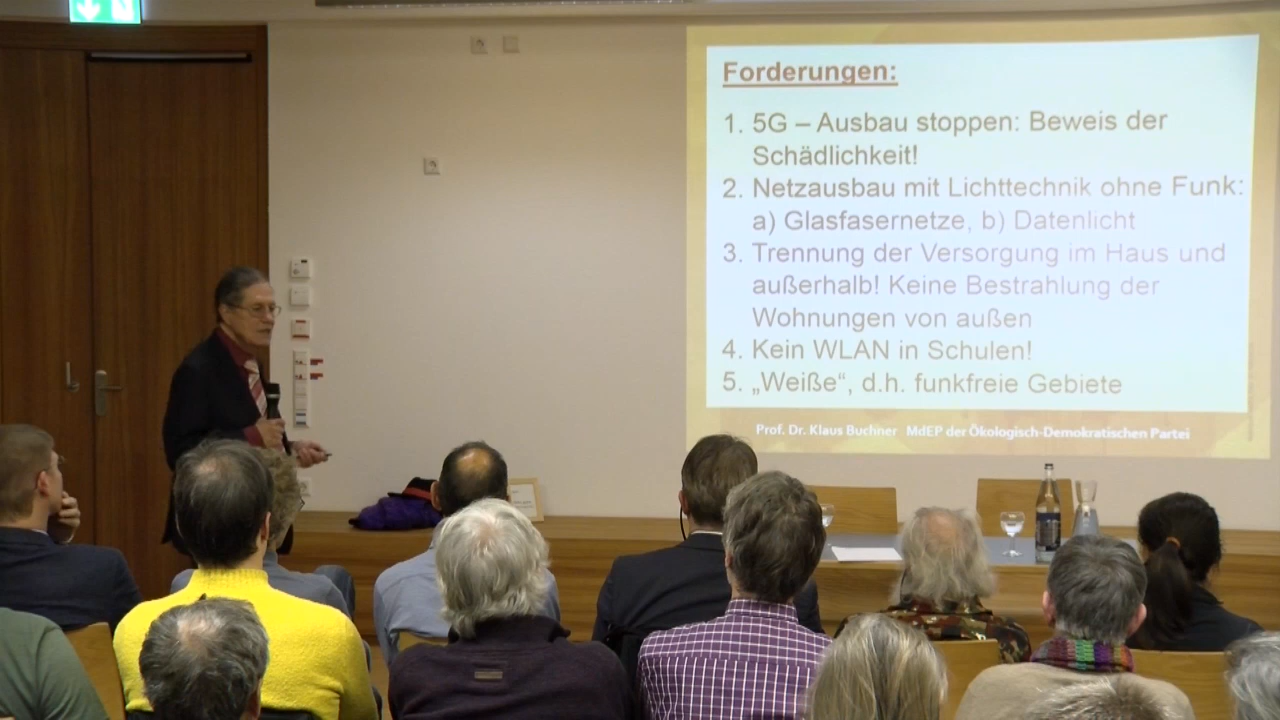 Forderungen:
1. 5G – Ausbau stoppen: Beweis der
Schädlichkeit!
2. Netzausbau mit Lichttechnik ohne Funk:
a) Glasfasernetze, b) Datenlicht
3. Trennung der Versorgung im Haus und
außerhalb! Keine Bestrahlung der
Wohnungen von außen
4. Kein WLAN in Schulen!
5. „Weiße“, d.h. funkfreie Gebiete
Prof. Dr. Klaus Buchner MdEP der Ökologisch-Demokratischen Partei